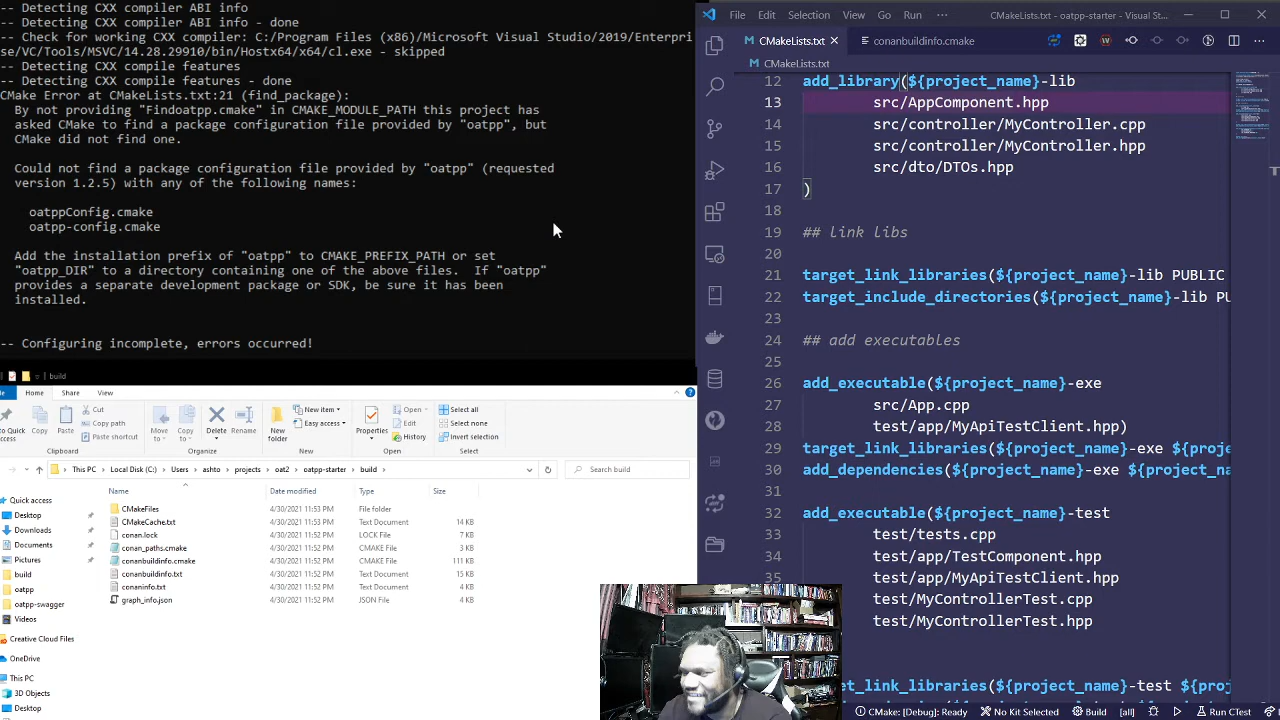 -- Detecting CXX compiler ABI info
-- Detecting CXX compiler ABI info - done
-- Check for working CXX compiler: C:/Program Files (x86)/Microsoft Visual Studio/2019/Enterpri
se/VC/Tools/MSVC/14.28.29910/bin/Hostx64/x64/cl.exe - skipped
-- Detecting CXX compile features
-- Detecting CXX compile features - done
CMake Error at CMakeLists.txt:21 (find_package):
By not providing "Findoatpp.cmake" in CMAKE_MODULE_PATH this project has
asked CMake to find a package configuration file provided by "oatpp", but
CMake did not find one.
Could not find a package configuration file provided by "oatpp" (requested
version 1.2.5) with any of the following names:
oatppConfig.cmake
oatpp-config.cmake
Add the installation prefix of "oatpp" to CMAKE_PREFIX_PATH or set
"oatpp_DIR" to a directory containing one of the above files.  If "oatpp"
provides a separate development package or SDK, be sure it has been
installed.
-- Configuring incomplete, errors occurred!
build
Home Share View
Cut
Copy path
Paste shortcut
Copy Paste
Move to Copy to Delete Rename
New folder
New item
Easy access
Properties
Open
Edit
History
Select all
Select none
Invert selection
Clipboard Organize New Open Select
This PC > Local Disk (C:) > Users > ashto > projects > oat2 > oatpp-starter > build
Search build
Name Date modified Type Size
CMakeFiles 4/30/2021 11:53 PM File folder
CMakeCache.txt 4/30/2021 11:53 PM Text Document 14 KB
conan.lock 4/30/2021 11:52 PM LOCK File 7 KB
conan_paths.cmake 4/30/2021 11:52 PM CMAKE File 3 KB
conanbuildinfo.cmake 4/30/2021 11:52 PM CMAKE File 111 KB
conanbuildinfo.txt 4/30/2021 11:52 PM Text Document 15 KB
conaninfo.txt 4/30/2021 11:52 PM Text Document 4 KB
graph_info.json 4/30/2021 11:52 PM JSON File 4 KB
Quick access
Desktop
Downloads
Documents
Pictures
build
oatpp
oatpp-swagger
Videos
Creative Cloud Files
OneDrive
This PC
3D Objects
Desktop
File Edit Selection View Go Run ··· CMakeLists.txt - oatpp-starter - Visual St...
CMakeLists.txt conanbuildinfo.cmake
CMakeLists.txt
12 add_library(${project_name}-lib
13 src/AppComponent.hpp
14 src/controller/MyController.cpp
15 src/controller/MyController.hpp
16 src/dto/DTOs.hpp
17 )
18
19 ## link libs
20
21 target_link_libraries(${project_name}-lib PUBLIC
22 target_include_directories(${project_name}-lib PU
23
24 ## add executables
25
26 add_executable(${project_name}-exe
27 src/App.cpp
28 test/app/MyApiTestClient.hpp)
29 target_link_libraries(${project_name}-exe ${proje
30 add_dependencies(${project_name}-exe ${project_na
31
32 add_executable(${project_name}-test
33 test/tests.cpp
34 test/app/TestComponent.hpp
35 test/app/MyApiTestClient.hpp
test/MyControllerTest.cpp
test/MyControllerTest.hpp
get_link_libraries(${project_name}-test ${proj
CMake: [Debug]: Ready No Kit Selected Build [all] Run CTest